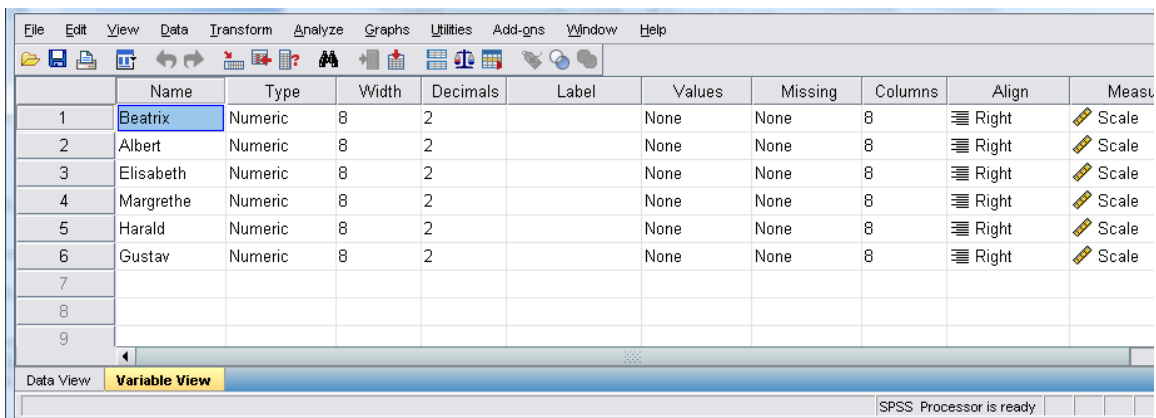 File Edit View Data Transform Analyze Graphs Utilities Add-ons Window Help
Name Type Width Decimals Label Values Missing Columns Align Measu
1 Beatrix Numeric 8 2 None None 8 Right Scale
2 Albert Numeric 8 2 None None 8 Right Scale
3 Elisabeth Numeric 8 2 None None 8 Right Scale
4 Margrethe Numeric 8 2 None None 8 Right Scale
5 Harald Numeric 8 2 None None 8 Right Scale
6 Gustav Numeric 8 2 None None 8 Right Scale
7
8
9
Data View Variable View
SPSS Processor is ready